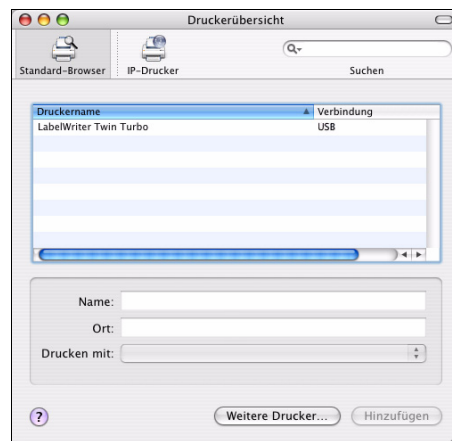 Druckerübersicht
Standard-Browser IP-Drucker Suchen
Druckername Verbindung
LabelWriter Twin Turbo USB
Name:
Ort:
Drucken mit:
? Weitere Drucker... Hinzufügen